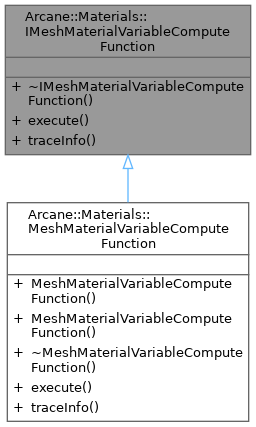 Arcane::Materials::
IMeshMaterialVariableCompute
Function
+ ~IMeshMaterialVariableCompute
Function()
+ execute()
+ traceInfo()
Arcane::Materials::
MeshMaterialVariableCompute
Function
+ MeshMaterialVariableCompute
Function()
+ MeshMaterialVariableCompute
Function()
+ ~MeshMaterialVariableCompute
Function()
+ execute()
+ traceInfo()